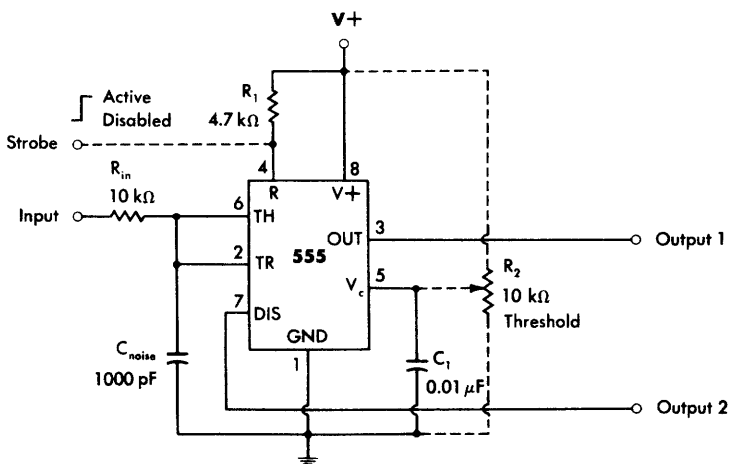 V+
Active
Disabled
Strobe
R1
4.7 kΩ
4
8
R
V+
Rin
10 kΩ
Input
6
TH
2
TR
7
DIS
555
OUT
3
Vc
5
GND
1
Output 1
R2
10 kΩ
Threshold
Cnoise
1000 pF
C1
0.01 μF
Output 2